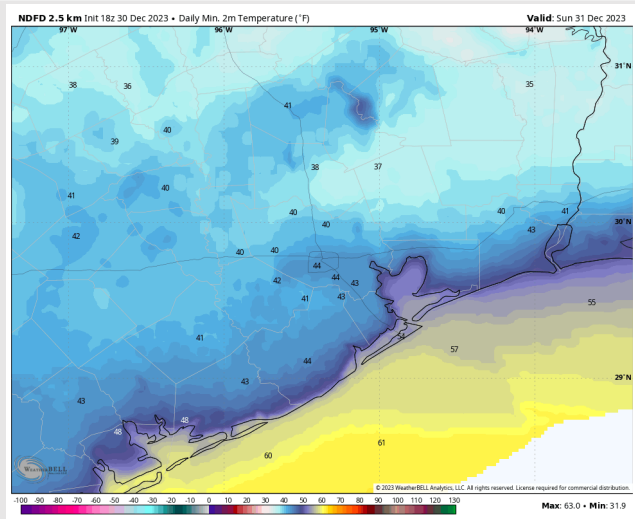 NDFD 2.5 km Init 18z 30 Dec 2023 • Daily Min. 2m Temperature (°F)
Valid: Sun 31 Dec 2023
97°W 96°W 95°W 94°W
31°N
38 36 35
41
40
39
38 37
40
41
40 40 41
40 43
30°N
42
40 40
44
42 44 43
41 43
55
41 54 57
44
29°N
43
43
48
48
61
60
WeatherBELL
© 2023 WeatherBELL Analytics, LLC. All rights reserved. License required for commercial distribution.
-100 -90 -80 -70 -60 -50 -40 -30 -20 -10 0 10 20 30 40 50 60 70 80 90 100 110 120 130
Max: 63.0 • Min: 31.9